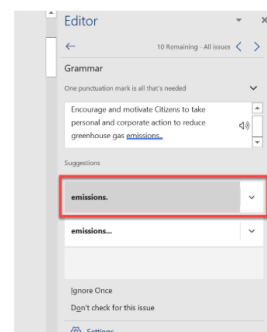 Editor
10 Remaining - All issues
Grammar
One punctuation mark is all that's needed
Encourage and motivate Citizens to take
personal and corporate action to reduce
greenhouse gas emissions..
Suggestions
emissions.
emissions...
Ignore Once
Don't check for this issue
Settings